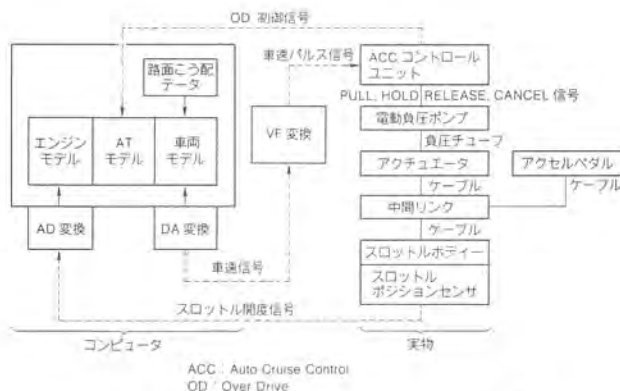 OD 制御信号
車速パルス信号
ACC コントロール
ユニット
路面こう配
データ
PULL, HOLD, RELEASE, CANCEL 信号
電動負圧ポンプ
負圧チューブ
エンジン
モデル
AT
モデル
車両
モデル
VF 変換
アクチュエータ
アクセルペダル
ケーブル
ケーブル
中間リンク
ケーブル
AD 変換
DA 変換
スロットルボディー
車速信号
スロットル
ポジションセンサ
スロットル開度信号
コンピュータ
実物
ACC : Auto Cruise Control
OD : Over Drive